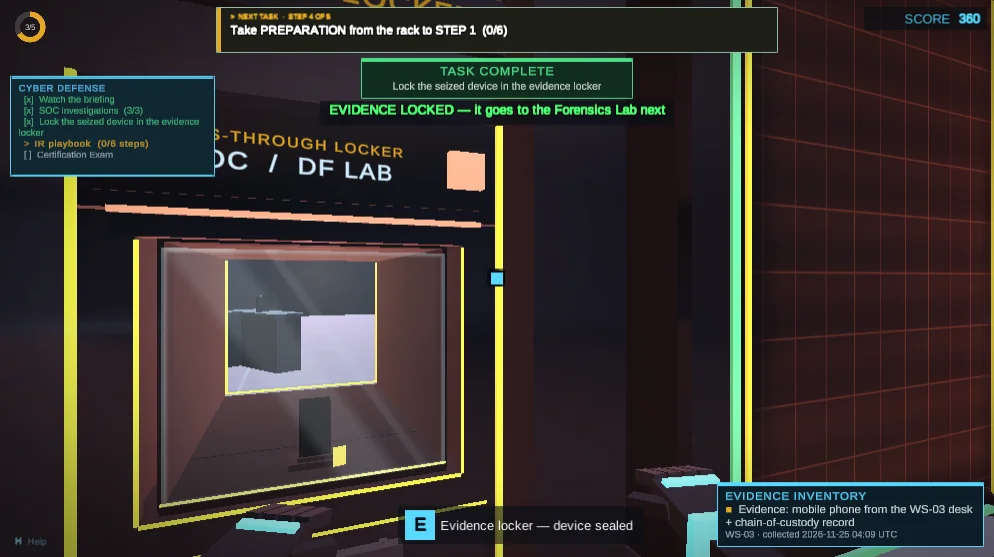 3/5
> NEXT TASK · STEP 4 OF 5
Take PREPARATION from the rack to STEP 1 (0/6)
SCORE 360
TASK COMPLETE
Lock the seized device in the evidence locker
EVIDENCE LOCKED — it goes to the Forensics Lab next
CYBER DEFENSE
[x] Watch the briefing
[x] SOC investigations (3/3)
[x] Lock the seized device in the evidence
locker
> IR playbook (0/6 steps)
[ ] Certification Exam
S-THROUGH LOCKER
OC / DF LAB
E Evidence locker — device sealed
EVIDENCE INVENTORY
Evidence: mobile phone from the WS-03 desk
+ chain-of-custody record
WS-03 · collected 2026-11-25 04:09 UTC
H Help